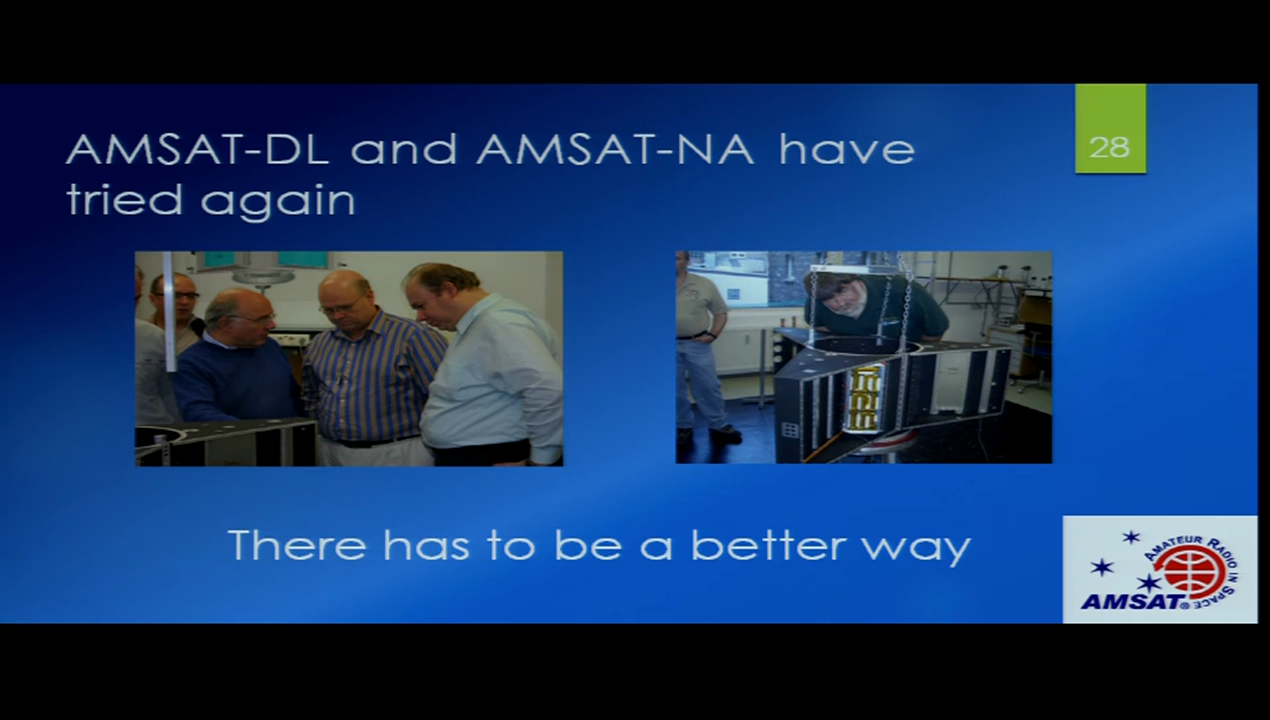 AMSAT-DL and AMSAT-NA have
tried again
28
There has to be a better way
AMATEUR RADIO IN SPACE
AMSAT®